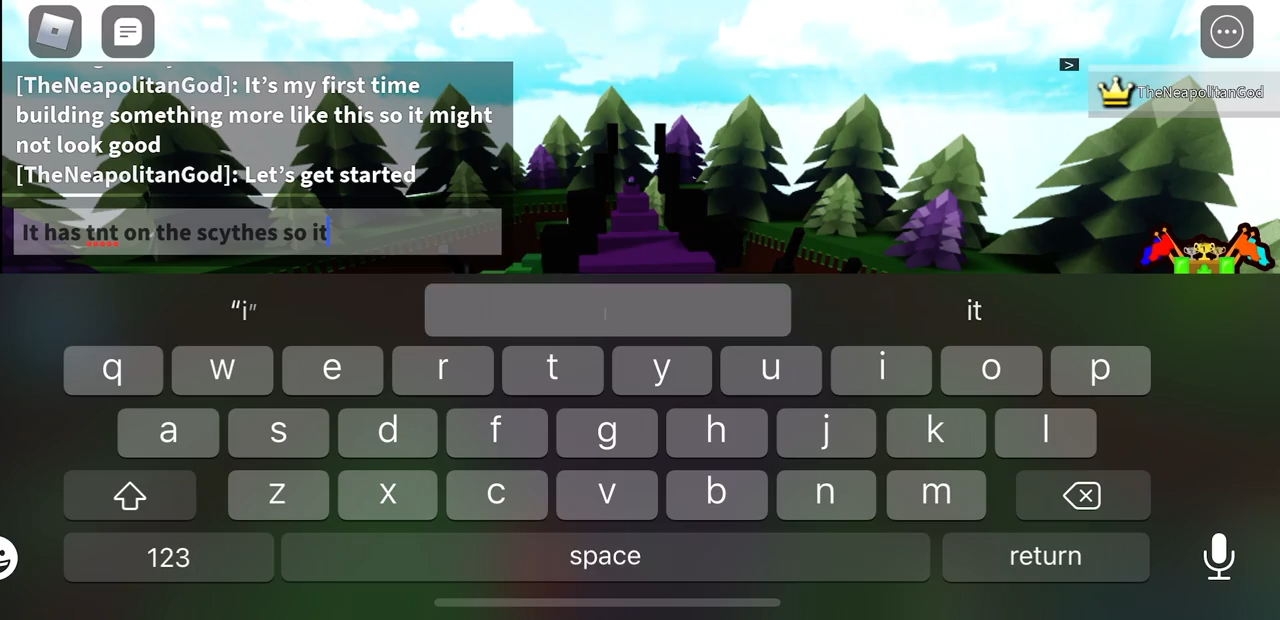 [TheNeapolitanGod]: It’s my first time
building something more like this so it might
not look good
[TheNeapolitanGod]: Let’s get started
It has tnt on the scythes so it
>
TheNeapolitanGod
“i” it
q w e r t y u i o p
a s d f g h j k l
z x c v b n m
123 space return